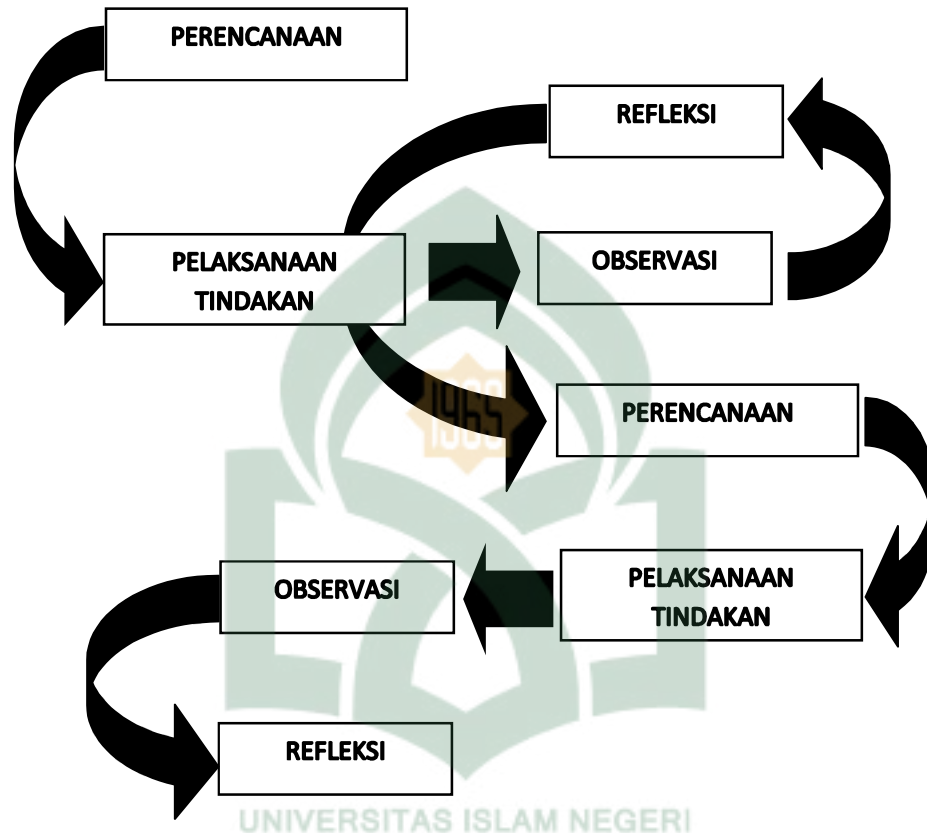 PERENCANAAN
REFLEKSI
PELAKSANAAN
TINDAKAN
OBSERVASI
1965
PERENCANAAN
PELAKSANAAN
TINDAKAN
OBSERVASI
REFLEKSI
UNIVERSITAS ISLAM NEGERI